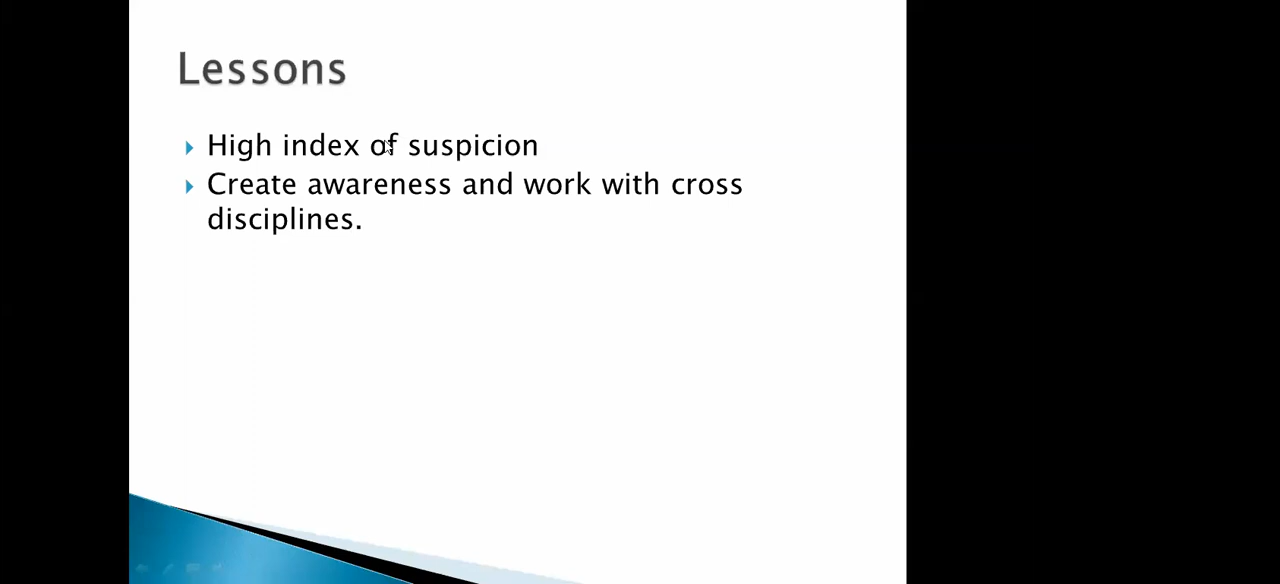 Lessons
High index of suspicion
Create awareness and work with cross
disciplines.